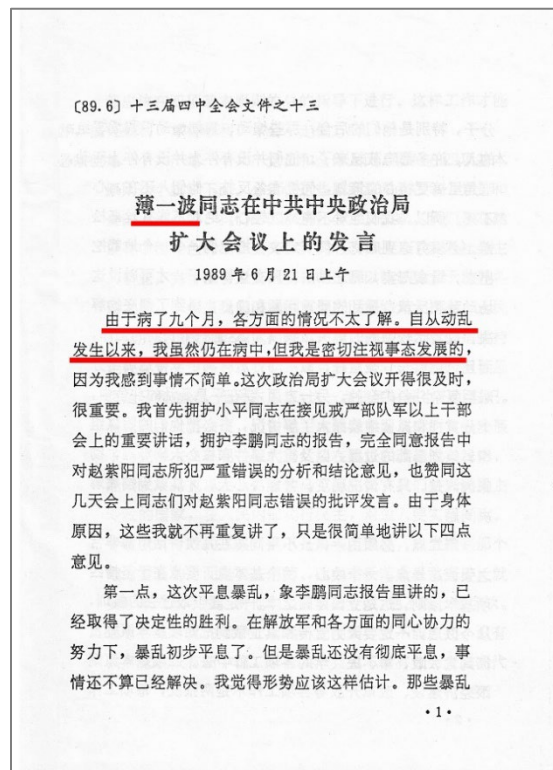 〔89.6〕十三届四中全会文件之十三
薄一波同志在中共中央政治局
扩大会议上的发言
1989年6月21日上午
由于病了九个月,各方面的情况不太了解。自从动乱
发生以来,我虽然仍在病中,但我是密切注视事态发展的,
因为我感到事情不简单。这次政治局扩大会议开得很及时,
很重要。我首先拥护小平同志在接见戒严部队军以上干部
会上的重要讲话,拥护李鹏同志的报告,完全同意报告中
对赵紫阳同志所犯严重错误的分析和结论意见,也赞同这
几天会上同志们对赵紫阳同志错误的批评发言。由于身体
原因,这些我就不再重复讲了,只是很简单地讲以下四点
意见。
第一点,这次平息暴乱,象李鹏同志报告里讲的,已
经取得了决定性的胜利。在解放军和各方面的同心协力的
努力下,暴乱初步平息了。但是暴乱还没有彻底平息,事
情还不算已经解决。我觉得形势应该这样估计。那些暴乱
·1·